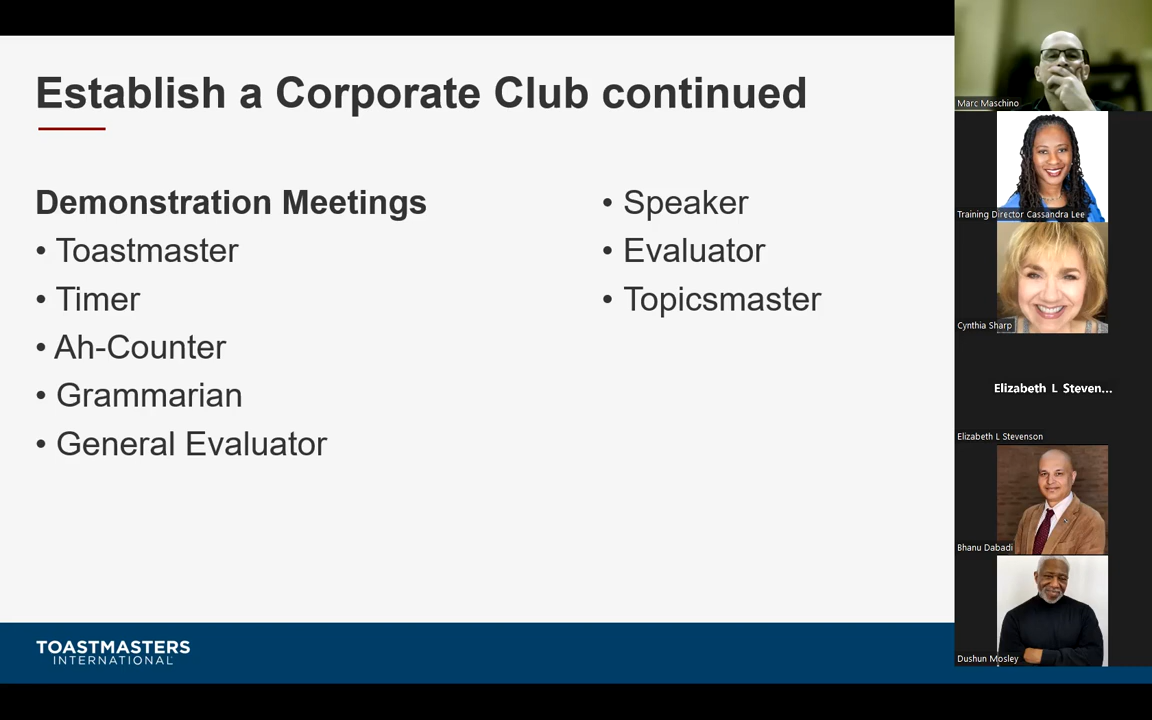 Establish a Corporate Club continued
Demonstration Meetings
• Toastmaster
• Timer
• Ah-Counter
• Grammarian
• General Evaluator
• Speaker
• Evaluator
• Topicsmaster
TOASTMASTERS
INTERNATIONAL
Marc Maschino
Training Director Cassandra Lee
Cynthia Sharp
Elizabeth L Steven...
Elizabeth L Stevenson
Bhanu Dabadi
Dushun Mosley